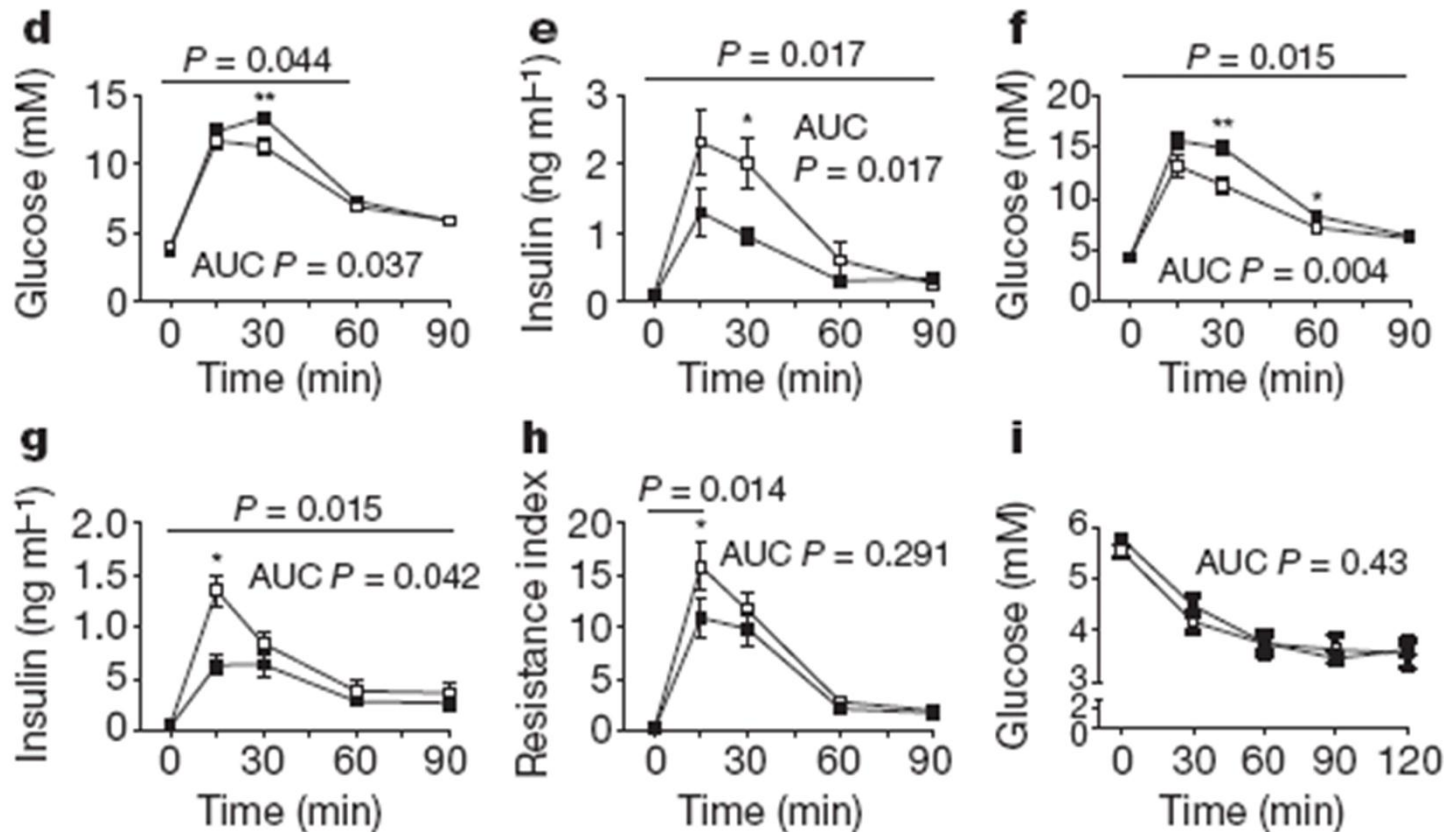 d
P = 0.044
**
Glucose (mM)
15
10
5
0
AUC P = 0.037
0 30 60 90
Time (min)
e
P = 0.017
*
AUC
P = 0.017
Insulin (ng ml⁻¹)
3
2
1
0
0 30 60 90
Time (min)
f
P = 0.015
**
*
Glucose (mM)
20
15
10
5
0
AUC P = 0.004
0 30 60 90
Time (min)
g
P = 0.015
*
AUC P = 0.042
Insulin (ng ml⁻¹)
2.0
1.5
1.0
5
0
0 30 60 90
Time (min)
h
P = 0.014
*
AUC P = 0.291
Resistance index
20
15
10
5
0
0 30 60 90
Time (min)
i
AUC P = 0.43
Glucose (mM)
6
5
4
3
2
0
0 30 60 90 120
Time (min)